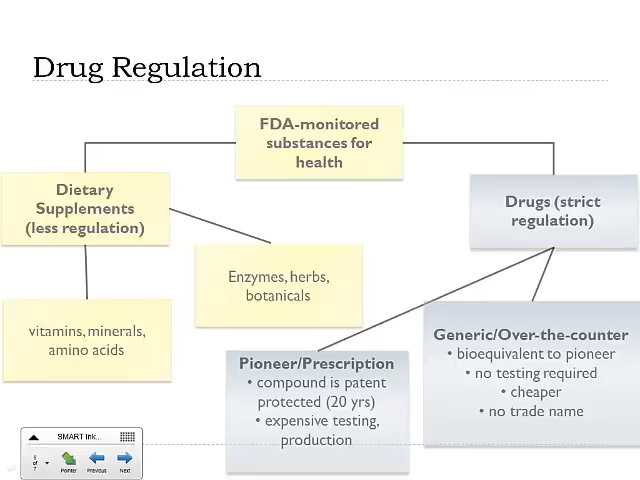 Drug Regulation
FDA-monitored
substances for
health
Dietary
Supplements
(less regulation)
Drugs (strict
regulation)
Enzymes, herbs,
botanicals
vitamins, minerals,
amino acids
Pioneer/Prescription
• compound is patent
protected (20 yrs)
• expensive testing,
production
Generic/Over-the-counter
• bioequivalent to pioneer
• no testing required
• cheaper
• no trade name
SMART Ink...
of
7
Pointer
Previous
Next